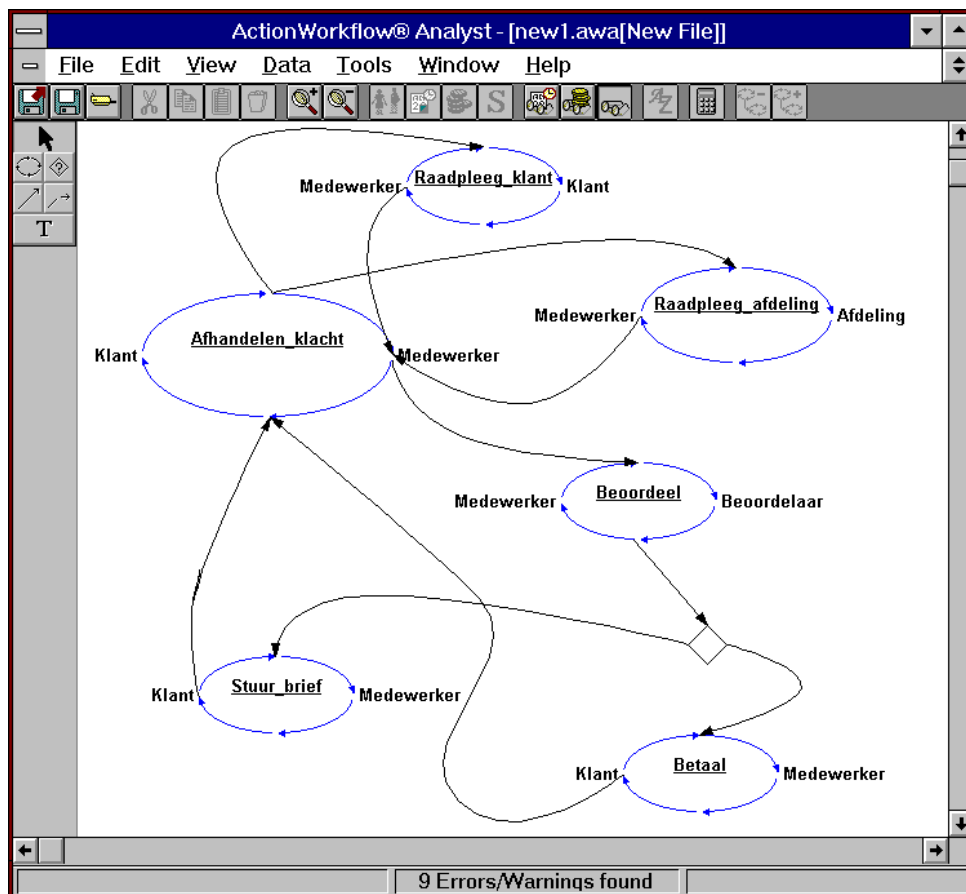 ActionWorkflow® Analyst - [new1.awa[New File]]
File Edit View Data Tools Window Help
S
A Z
T
Raadpleeg_klant
Medewerker Klant
Raadpleeg_afdeling
Medewerker Afdeling
Afhandelen_klacht
Klant Medewerker
Beoordeel
Medewerker Beoordelaar
Stuur_brief
Klant Medewerker
Betaal
Klant Medewerker
9 Errors/Warnings found